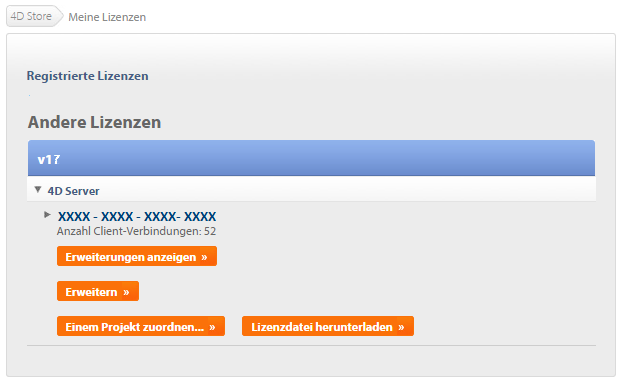 4D Store Meine Lizenzen
Registrierte Lizenzen
Andere Lizenzen
v17
4D Server
XXXX - XXXX - XXXX- XXXX
Anzahl Client-Verbindungen: 52
Erweiterungen anzeigen »
Erweitern »
Einem Projekt zuordnen... » Lizenzdatei herunterladen »